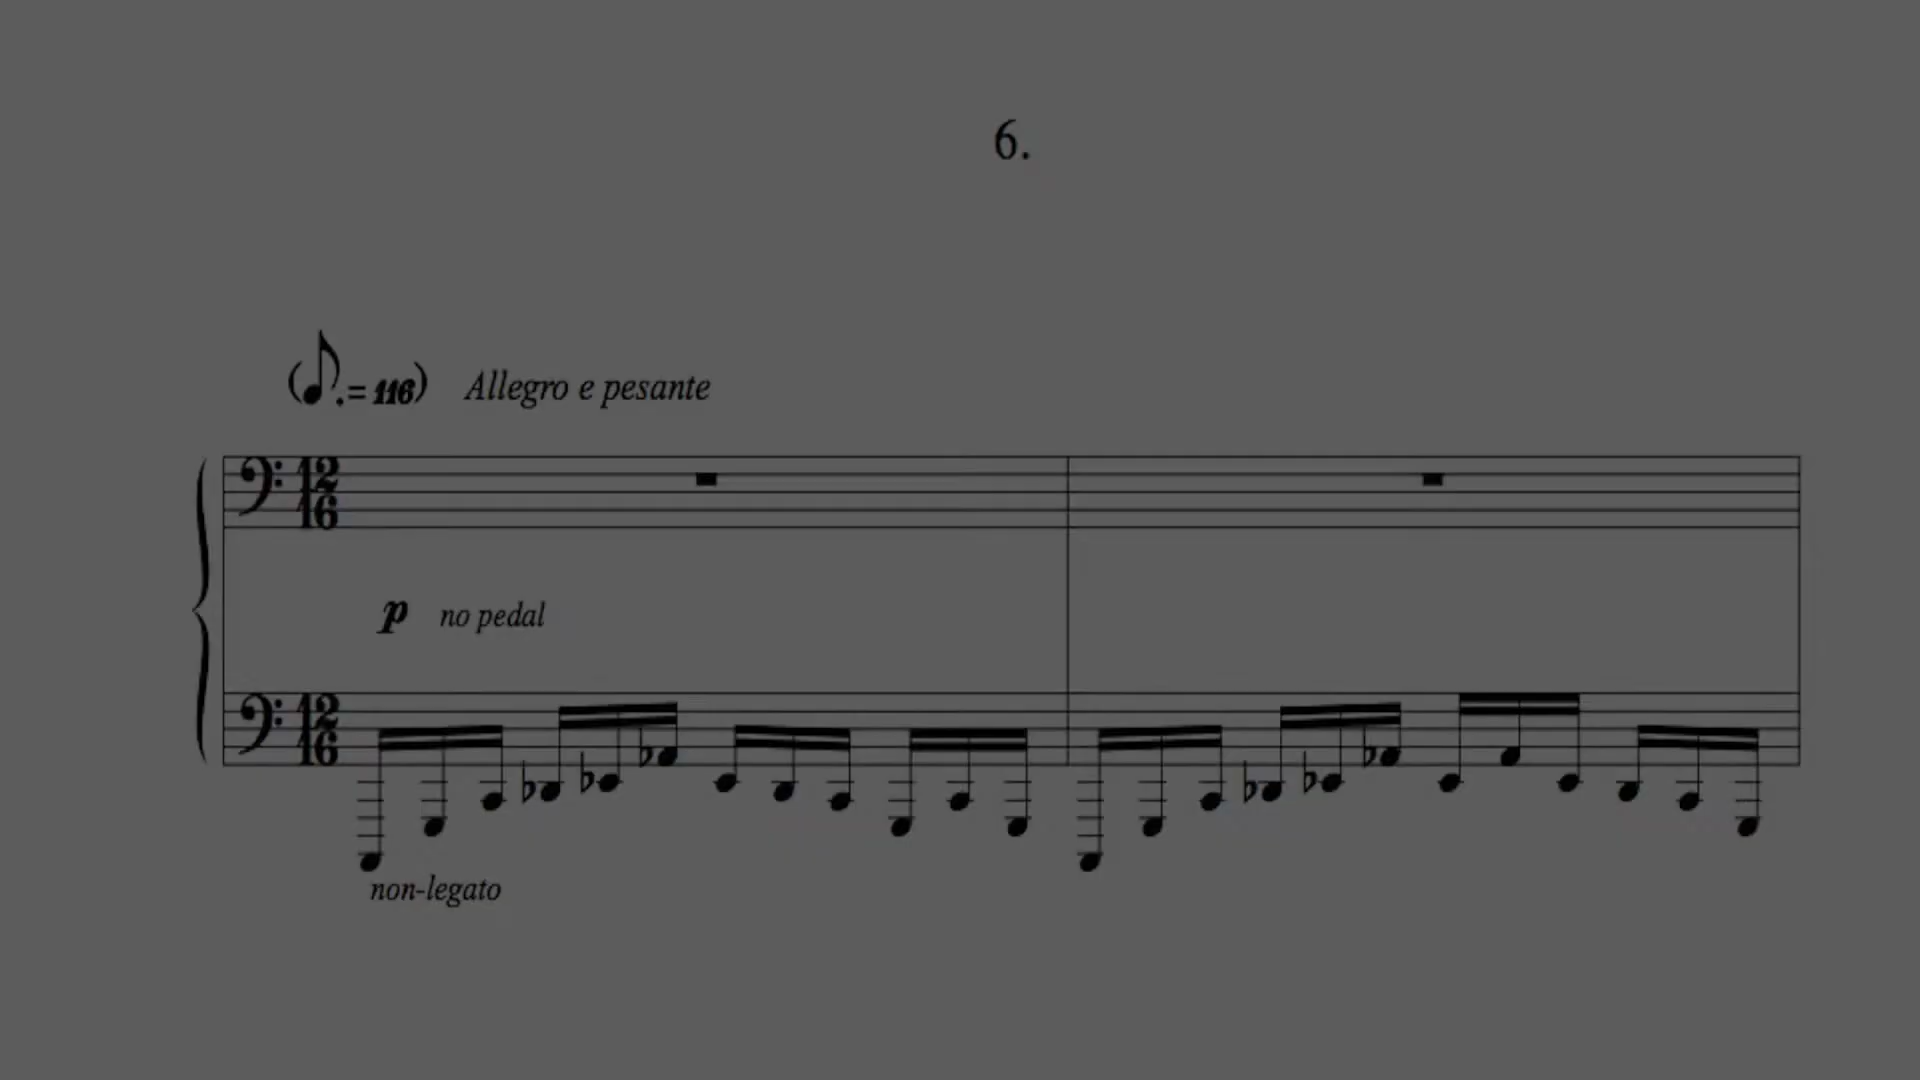 6.
(♪. = 116) Allegro e pesante
12
16
p no pedal
12
16
non-legato